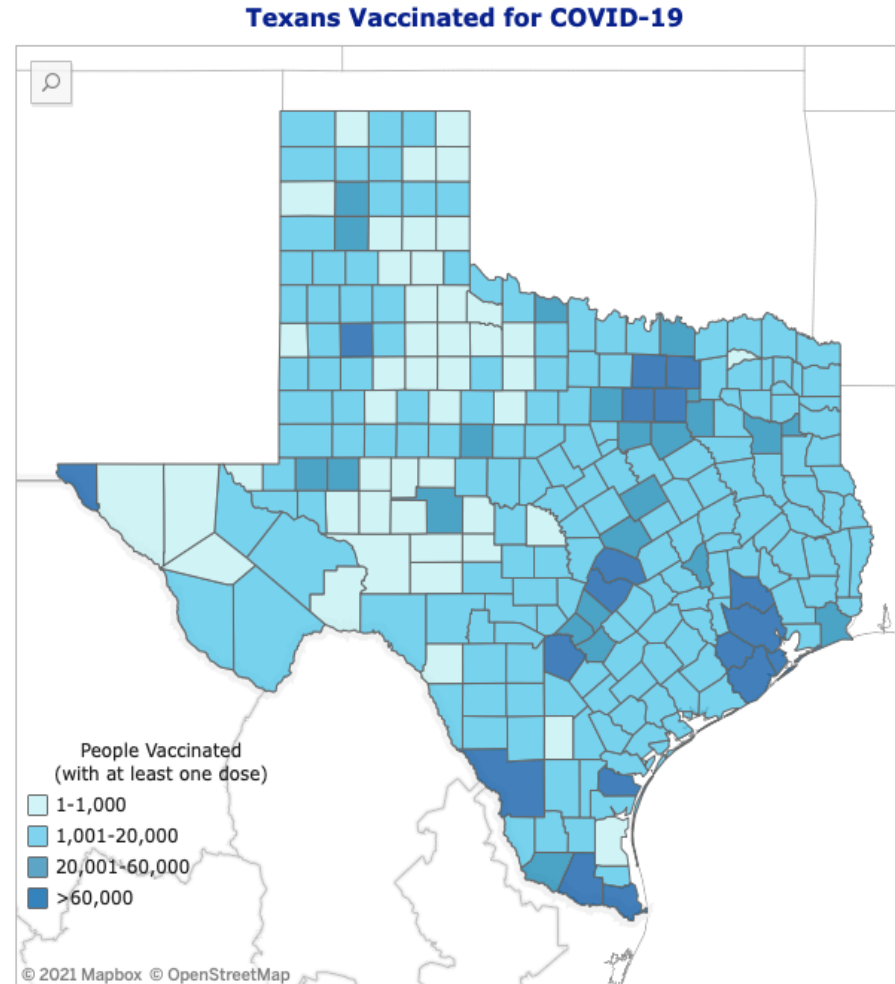 Texans Vaccinated for COVID-19
People Vaccinated
(with at least one dose)
1-1,000
1,001-20,000
20,001-60,000
>60,000
© 2021 Mapbox © OpenStreetMap